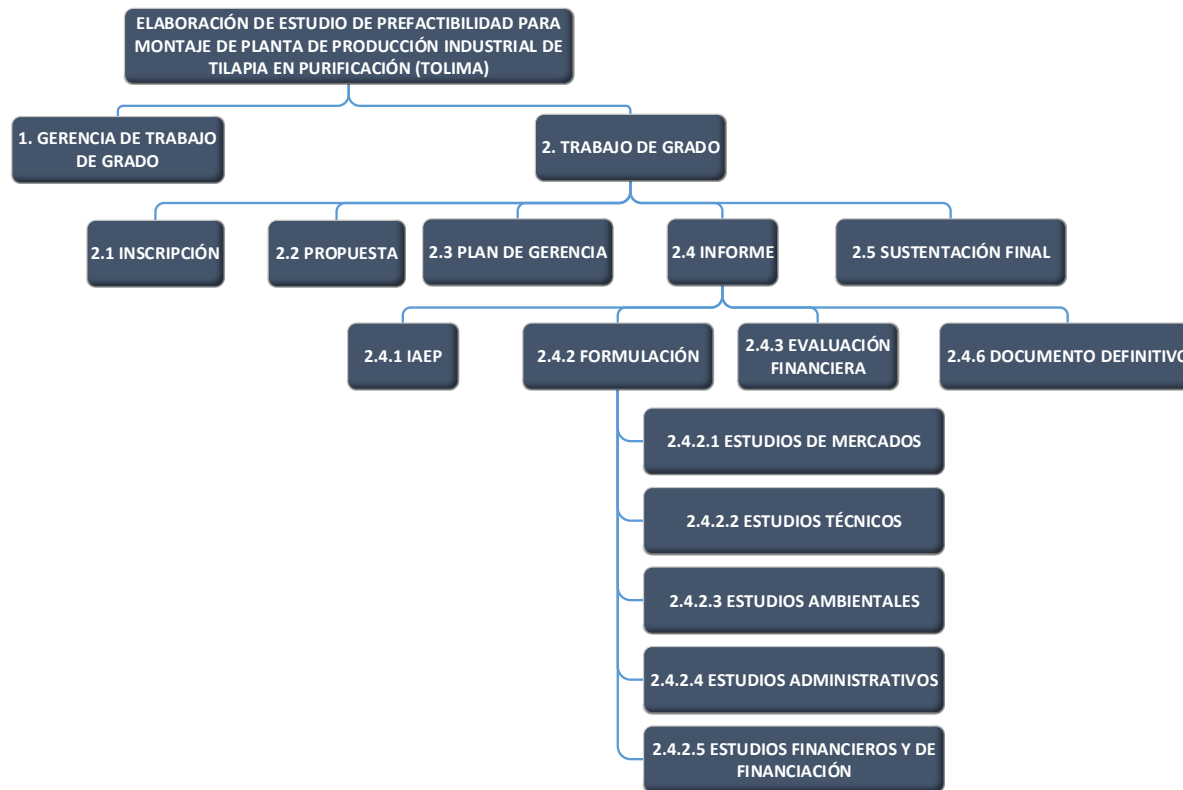 ELABORACIÓN DE ESTUDIO DE PREFACTIBILIDAD PARA
MONTAJE DE PLANTA DE PRODUCCIÓN INDUSTRIAL DE
TILAPIA EN PURIFICACIÓN (TOLIMA)
1. GERENCIA DE TRABAJO
DE GRADO
2. TRABAJO DE GRADO
2.1 INSCRIPCIÓN
2.2 PROPUESTA
2.3 PLAN DE GERENCIA
2.4 INFORME
2.5 SUSTENTACIÓN FINAL
2.4.1 IAEP
2.4.2 FORMULACIÓN
2.4.3 EVALUACIÓN
FINANCIERA
2.4.6 DOCUMENTO DEFINITIVO
2.4.2.1 ESTUDIOS DE MERCADOS
2.4.2.2 ESTUDIOS TÉCNICOS
2.4.2.3 ESTUDIOS AMBIENTALES
2.4.2.4 ESTUDIOS ADMINISTRATIVOS
2.4.2.5 ESTUDIOS FINANCIEROS Y DE
FINANCIACIÓN